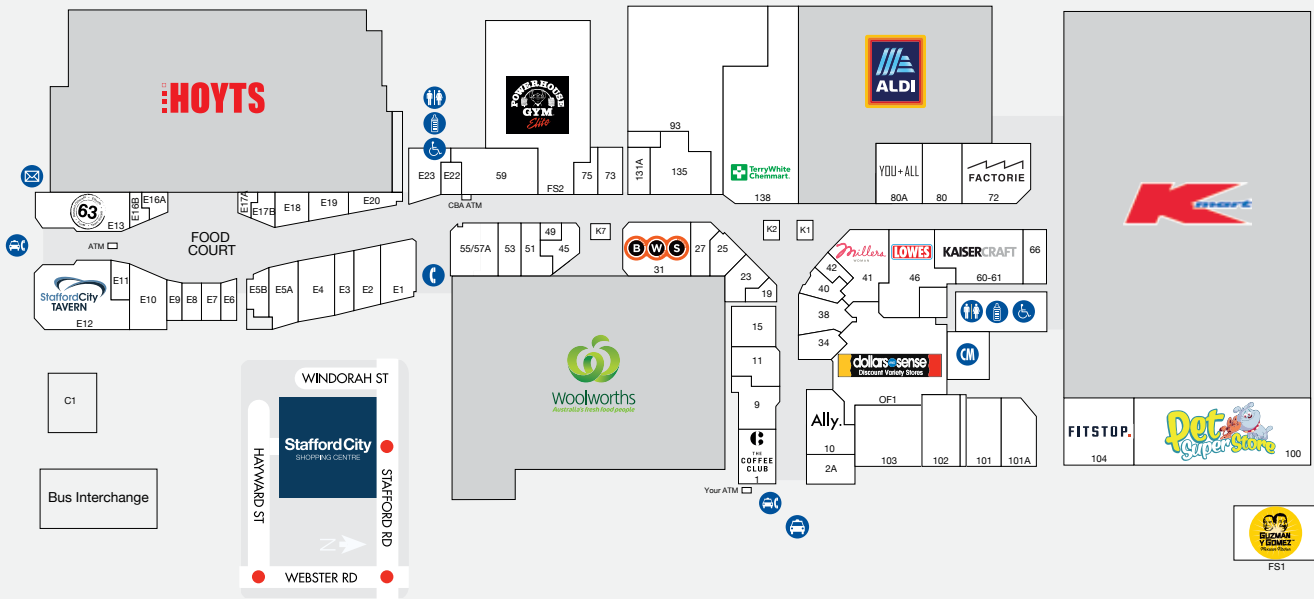 HOYTS
POWERHOUSE
GYM
Elite
ALDI
Kmart
93
131A
135
TerryWhite
Chemmart.
138
YOU+ALL
80A
80
FACTORIE
72
E23
E22
59
FS2
75
73
CBA ATM
63
E13
E16B
E16A
E17A
E17B
E18
E19
E20
ATM
FOOD
COURT
StaffordCity
TAVERN
E12
E11
E10
E9
E8
E7
E6
E5B
E5A
E4
E3
E2
E1
55/57A
53
51
49
45
K7
BWS
31
27
25
23
19
K2
K1
Millers
41
42
40
38
34
LOWES
46
KAISERCRAFT
60-61
66
15
11
9
THE
COFFEE
CLUB
1
Your ATM
Woolworths
Australia's fresh food people
dollars and sense
Discount Variety Stores
OF1
CM
Ally.
10
2A
103
102
101
101A
FITSTOP.
104
Pet
Super Store
100
GUZMAN
Y GOMEZ
Mexican Kitchen
FS1
C1
Bus Interchange
WINDORAH ST
HAYWARD ST
Stafford City
SHOPPING CENTRE
STAFFORD RD
N
WEBSTER RD